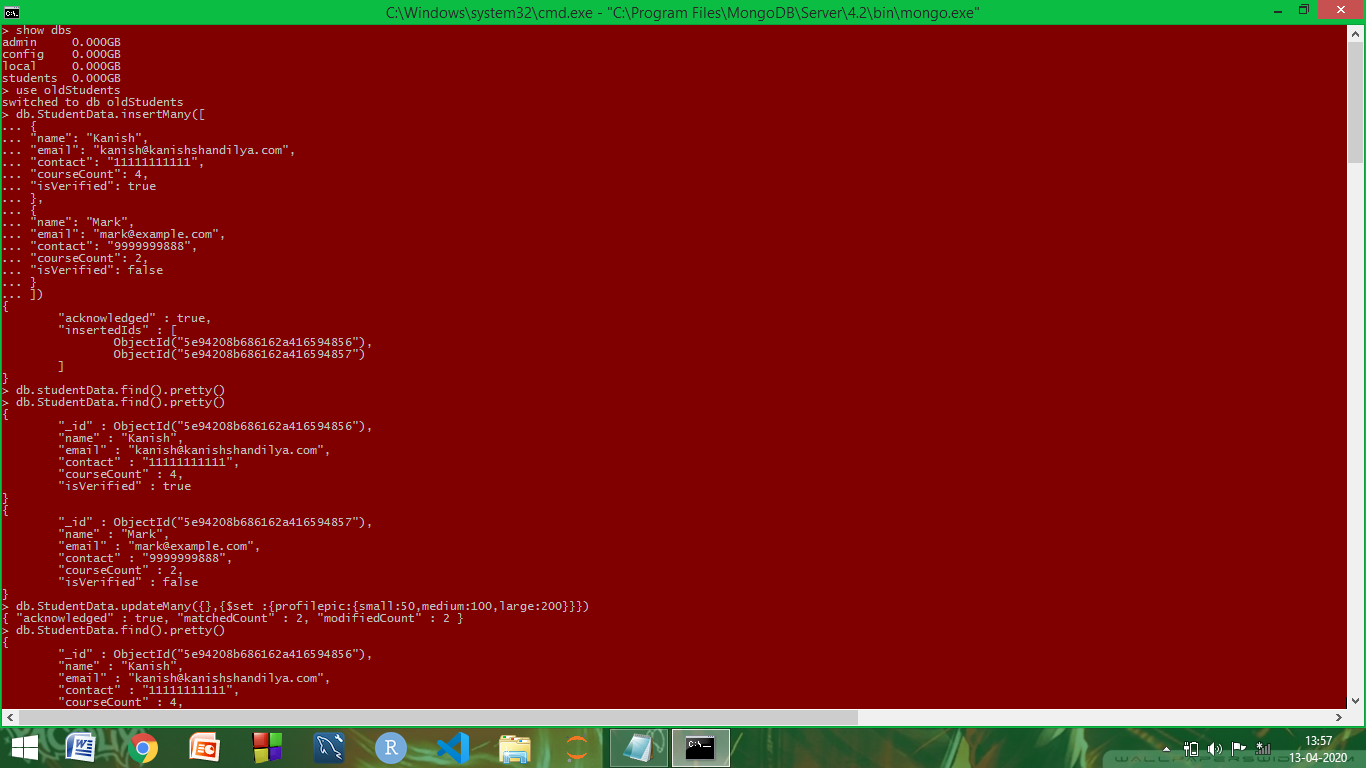 C:\Windows\system32\cmd.exe - "C:\Program Files\MongoDB\Server\4.2\bin\mongo.exe"
> show dbs
admin     0.000GB
config    0.000GB
local     0.000GB
students  0.000GB
> use oldStudents
switched to db oldStudents
> db.StudentData.insertMany([
... {
... "name": "Kanish",
... "email": "kanish@kanishshandilya.com",
... "contact": "11111111111",
... "courseCount": 4,
... "isVerified": true
... },
... {
... "name": "Mark",
... "email": "mark@example.com",
... "contact": "9999999888",
... "courseCount": 2,
... "isVerified": false
... }
... ])
{
        "acknowledged" : true,
        "insertedIds" : [
                ObjectId("5e94208b686162a416594856"),
                ObjectId("5e94208b686162a416594857")
        ]
}
> db.studentData.find().pretty()
> db.StudentData.find().pretty()
{
        "_id" : ObjectId("5e94208b686162a416594856"),
        "name" : "Kanish",
        "email" : "kanish@kanishshandilya.com",
        "contact" : "11111111111",
        "courseCount" : 4,
        "isVerified" : true
}
{
        "_id" : ObjectId("5e94208b686162a416594857"),
        "name" : "Mark",
        "email" : "mark@example.com",
        "contact" : "9999999888",
        "courseCount" : 2,
        "isVerified" : false
}
> db.StudentData.updateMany({},{$set :{profilepic:{small:50,medium:100,large:200}}})
{ "acknowledged" : true, "matchedCount" : 2, "modifiedCount" : 2 }
> db.StudentData.find().pretty()
{
        "_id" : ObjectId("5e94208b686162a416594856"),
        "name" : "Kanish",
        "email" : "kanish@kanishshandilya.com",
        "contact" : "11111111111",
        "courseCount" : 4,
13:57
13-04-2020